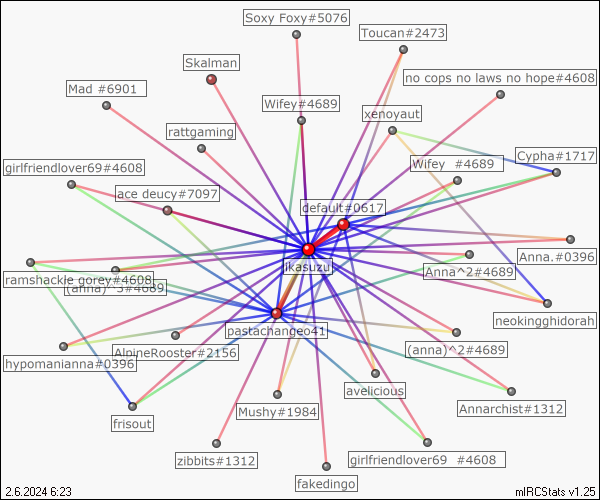 Soxy Foxy#5076
Toucan#2473
Skalman
no cops no laws no hope#4608
Mad #6901
Wifey#4689
xenoyaut
rattgaming
Cypha#1717
girlfriendlover69#4608
Wifey  #4689
ace deucy#7097
default#0617
Anna.#0396
ikasuzu
Anna^2#4689
ramshackle gorey#4608
(anna)^3#4689
neokingghidorah
pastachangeo41
AlpineRooster#2156
(anna)^2#4689
hypomanianna#0396
avelicious
Mushy#1984
Annarchist#1312
frisout
zibbits#1312
girlfriendlover69  #4608
fakedingo
2.6.2024 6:23
mIRCStats v1.25